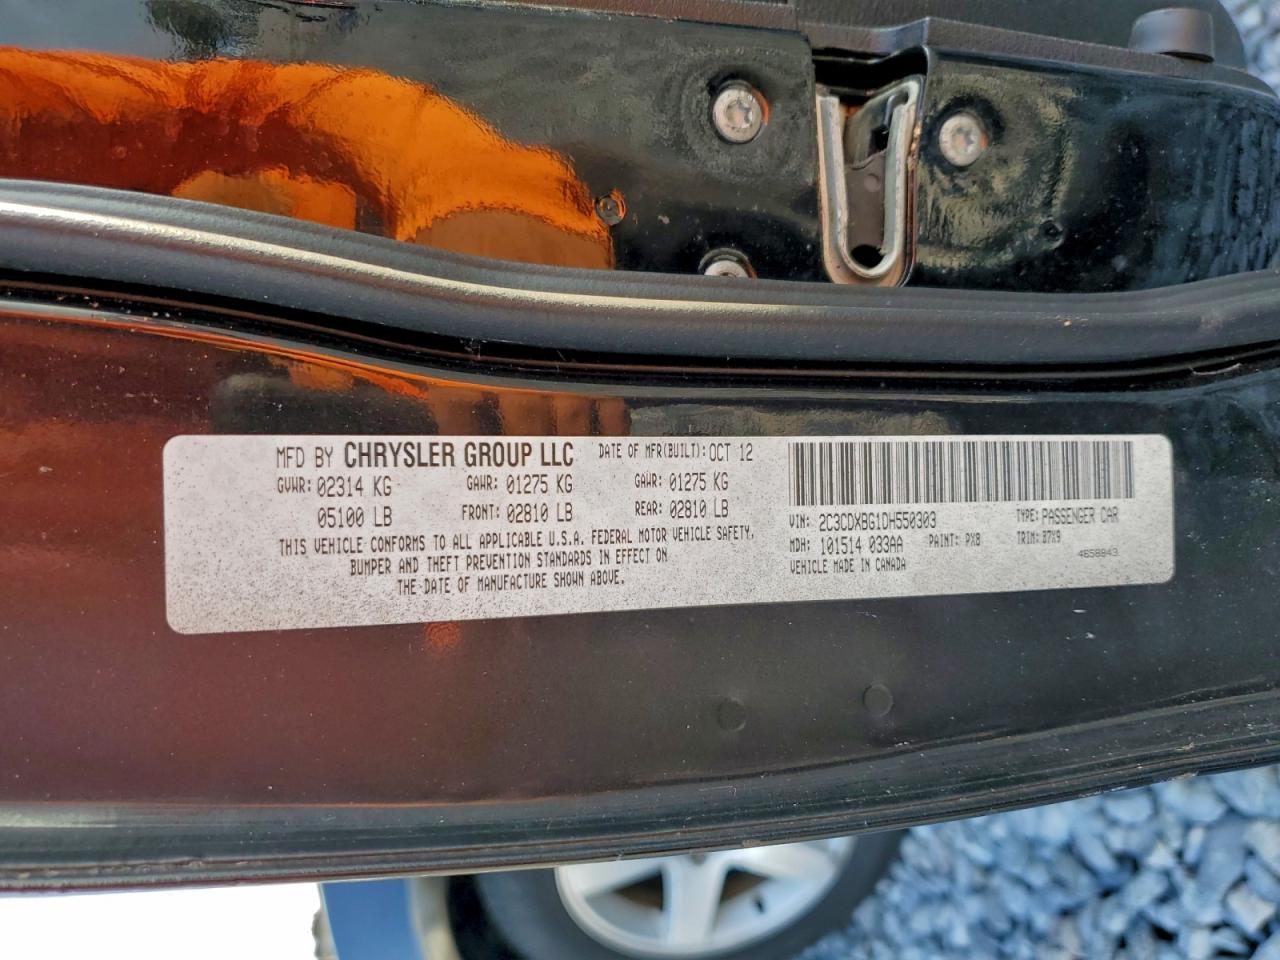 MFD BY CHRYSLER GROUP LLC DATE OF MFR(BUILT): OCT 12
GVWR: 02314 KG GAWR: 01275 KG GAWR: 01275 KG
05100 LB FRONT: 02810 LB REAR: 02810 LB
THIS VEHICLE CONFORMS TO ALL APPLICABLE U.S.A. FEDERAL MOTOR VEHICLE SAFETY,
BUMPER AND THEFT PREVENTION STANDARDS IN EFFECT ON
THE DATE OF MANUFACTURE SHOWN ABOVE.
VIN: 2C3CDXBG1DH550303 TYPE: PASSENGER CAR
MDH: 101514 033AA PAINT: PX8 TRIM: B7X9
VEHICLE MADE IN CANADA 4658843